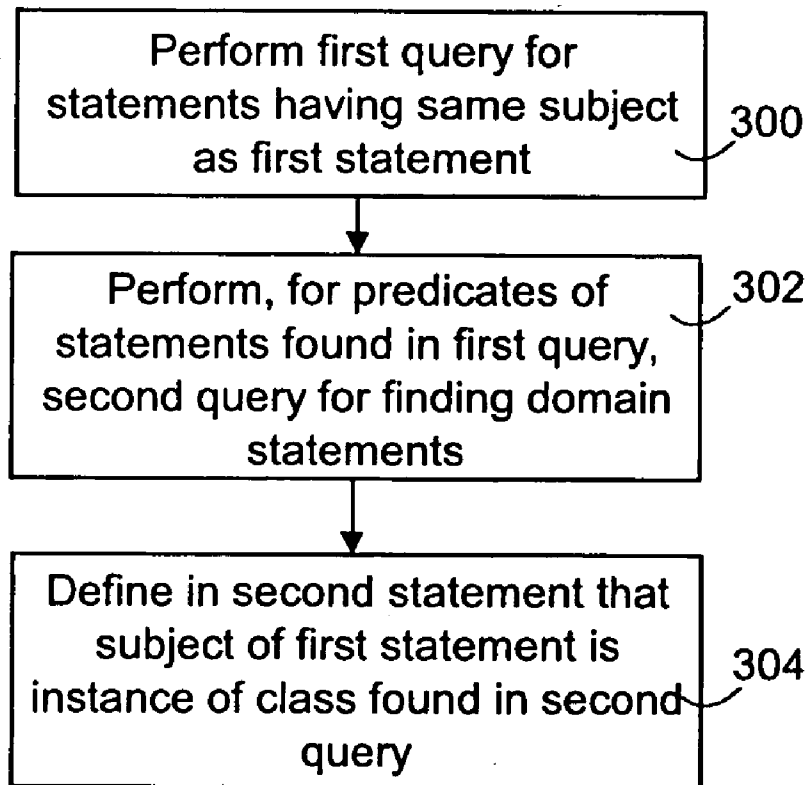 Perform first query for
statements having same subject
as first statement
300
Perform, for predicates of
statements found in first query,
second query for finding domain
statements
302
Define in second statement that
subject of first statement is
instance of class found in second
query
304